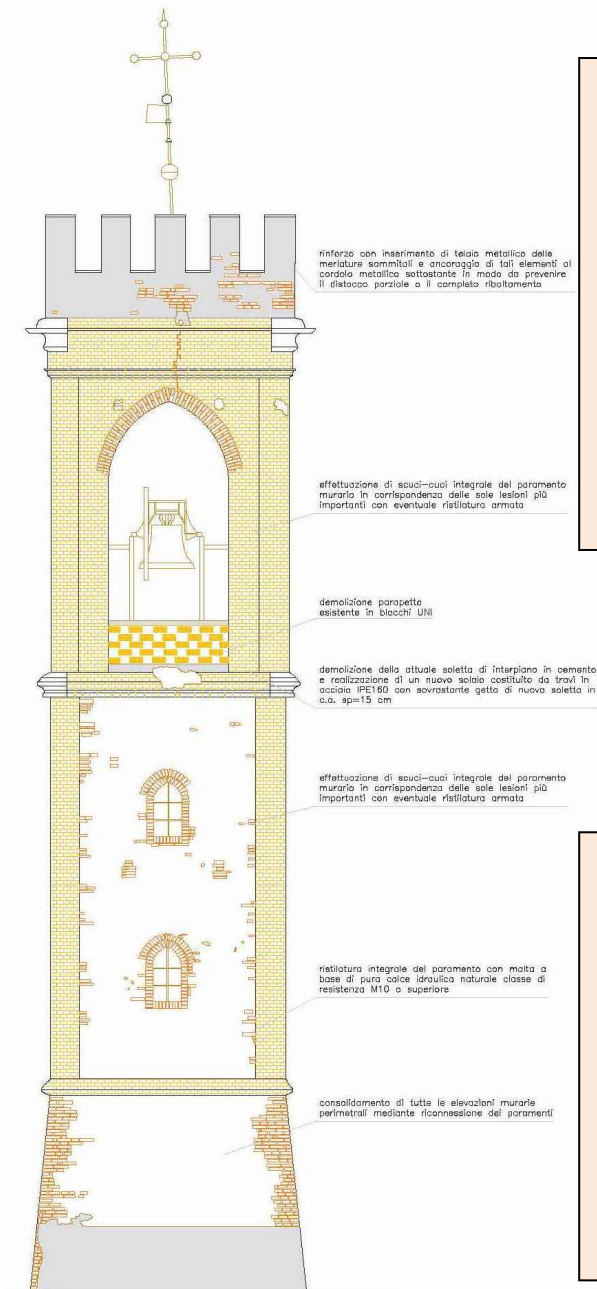 rinforzo con inserimento di telaio metallico delle
merlature sommitali e ancoraggio di tali elementi al
cordolo metallico sottostante in modo da prevenire
il distacco parziale o il completo ribaltamento
effettuazione di scuci-cuci integrale del paramento
murario in corrispondenza delle sole lesioni più
importanti con eventuale ristilatura armata
demolizione parapetto
esistente in blocchi UNI
demolizione della attuale soletta di interpiano in cemento
e realizzazione di un nuovo solaio costituito da travi in
acciaio IPE160 con sovrastante getto di nuova soletta in
c.a. sp=15 cm
effettuazione di scuci-cuci integrale del paramento
murario in corrispondenza delle sole lesioni più
importanti con eventuale ristilatura armata
ristilatura integrale del paramento con malta a
base di pura calce idraulica naturale classe di
resistenza M10 o superiore
consolidamento di tutte le elevazioni murarie
perimetrali mediante riconnessione dei paramenti